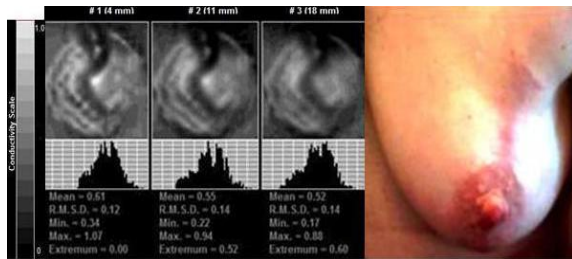 # 1 (4 mm)
# 2 (11 mm)
# 3 (18 mm)
1.0
Conductivity Scale
0
Mean = 0.61
R.M.S.D. = 0.12
Min. = 0.34
Max. = 1.07
Extremum = 0.00
Mean = 0.55
R.M.S.D. = 0.14
Min. = 0.22
Max. = 0.94
Extremum = 0.52
Mean = 0.52
R.M.S.D. = 0.14
Min. = 0.17
Max. = 0.88
Extremum = 0.60